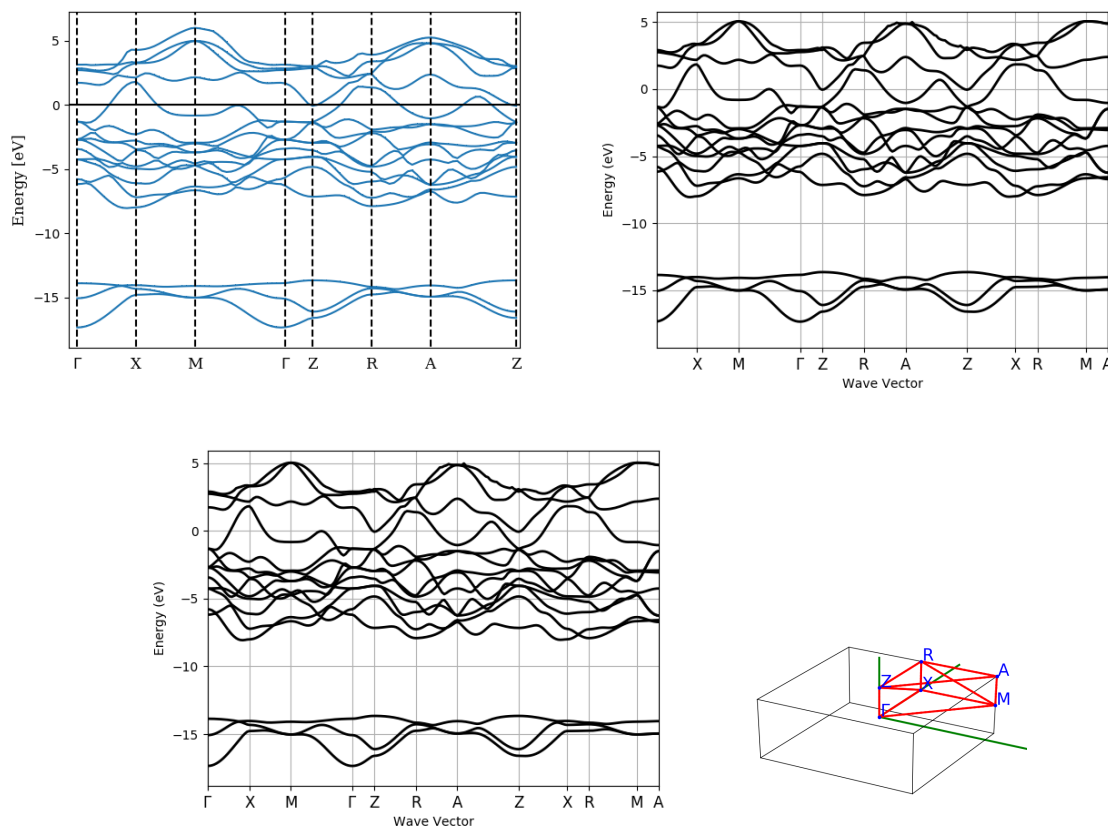 5
0
−5
−10
−15
Energy [eV]
Γ X M Γ Z R A Z
5
0
−5
−10
−15
Energy (eV)
X M Γ Z R A Z X R M A
Wave Vector
5
0
−5
−10
−15
Energy (eV)
Γ X M Γ Z R A Z X R M A
Wave Vector
R
A
Z
X
M
Γ